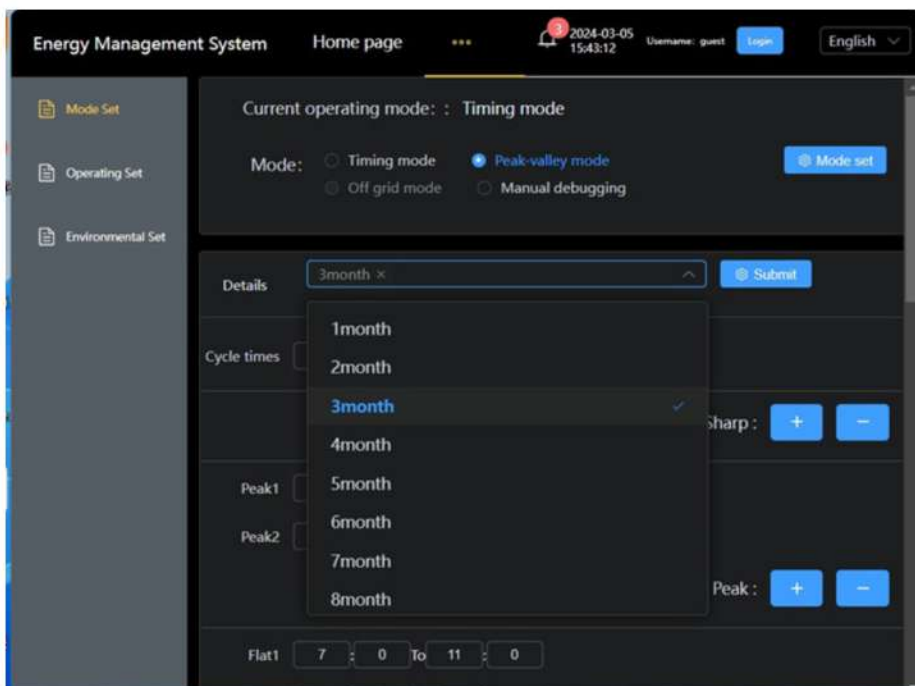 Energy Management System
Home page
•••
3
2024-03-05
15:43:12
Username: guest
Login
English
Mode Set
Operating Set
Environmental Set
Current operating mode: : Timing mode
Mode: Timing mode Peak-valley mode
Off grid mode Manual debugging
Mode set
Details
3month ×
Submit
1month
2month
3month
4month
5month
6month
7month
8month
Cycle times
Sharp :
+ −
Peak1
Peak2
Peak :
+ −
Flat1 7 : 0 To 11 : 0